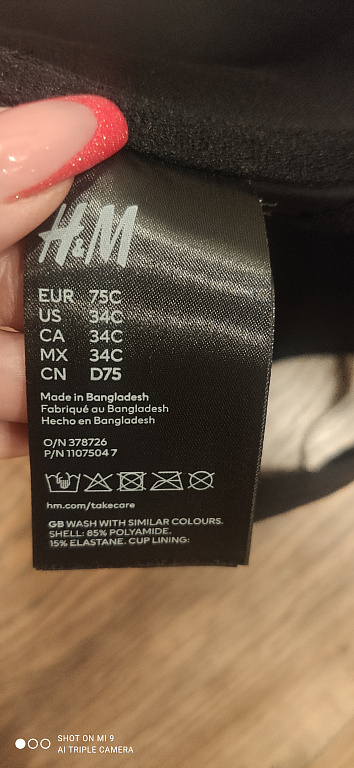 H&M
EUR 75C
US 34C
CA 34C
MX 34C
CN D75
Made in Bangladesh
Fabriqué au Bangladesh
Hecho en Bangladesh
O/N 378726
P/N 1107504 7
hm.com/takecare
GB WASH WITH SIMILAR COLOURS.
SHELL: 85% POLYAMIDE.
15% ELASTANE. CUP LINING:
SHOT ON MI 9
AI TRIPLE CAMERA